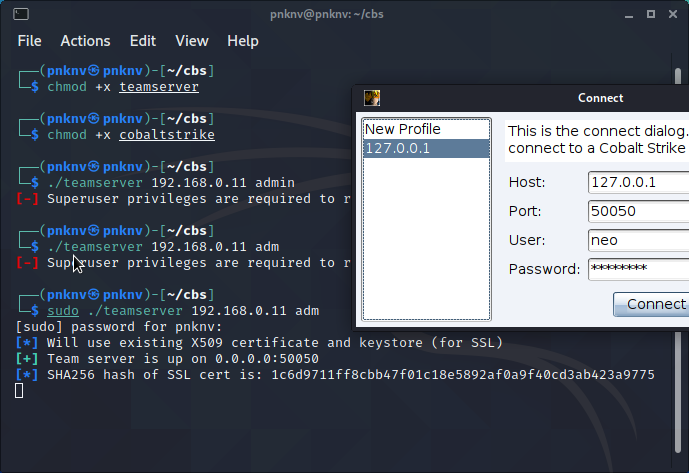 pnknv@pnknv: ~/cbs
File Actions Edit View Help
┌──(pnknv㉿pnknv)-[~/cbs]
└─$ chmod +x teamserver
┌──(pnknv㉿pnknv)-[~/cbs]
└─$ chmod +x cobaltstrike
┌──(pnknv㉿pnknv)-[~/cbs]
└─$ ./teamserver 192.168.0.11 admin
[-] Superuser privileges are required to r
┌──(pnknv㉿pnknv)-[~/cbs]
└─$ ./teamserver 192.168.0.11 adm
[-] Superuser privileges are required to r
┌──(pnknv㉿pnknv)-[~/cbs]
└─$ sudo ./teamserver 192.168.0.11 adm
[sudo] password for pnknv:
[*] Will use existing X509 certificate and keystore (for SSL)
[+] Team server is up on 0.0.0.0:50050
[*] SHA256 hash of SSL cert is: 1c6d9711ff8cbb47f01c18e5892af0a9f40cd3ab423a9775
Connect
New Profile
127.0.0.1
This is the connect dialog.
connect to a Cobalt Strike
Host: 127.0.0.1
Port: 50050
User: neo
Password: ********
Connect